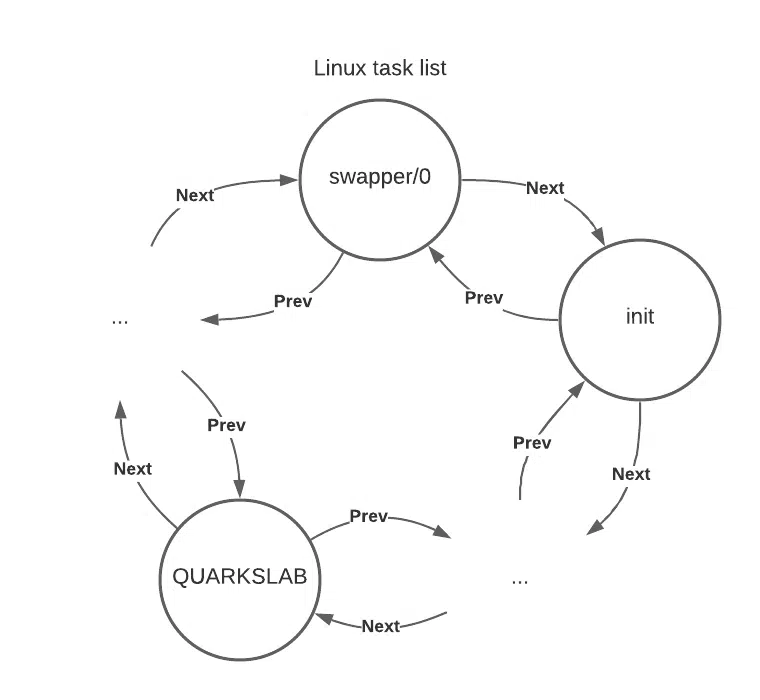 Linux task list
swapper/0
Next
Next
Prev
Prev
...
init
Prev
Prev
Next
Next
Prev
QUARKSLAB
...
Next